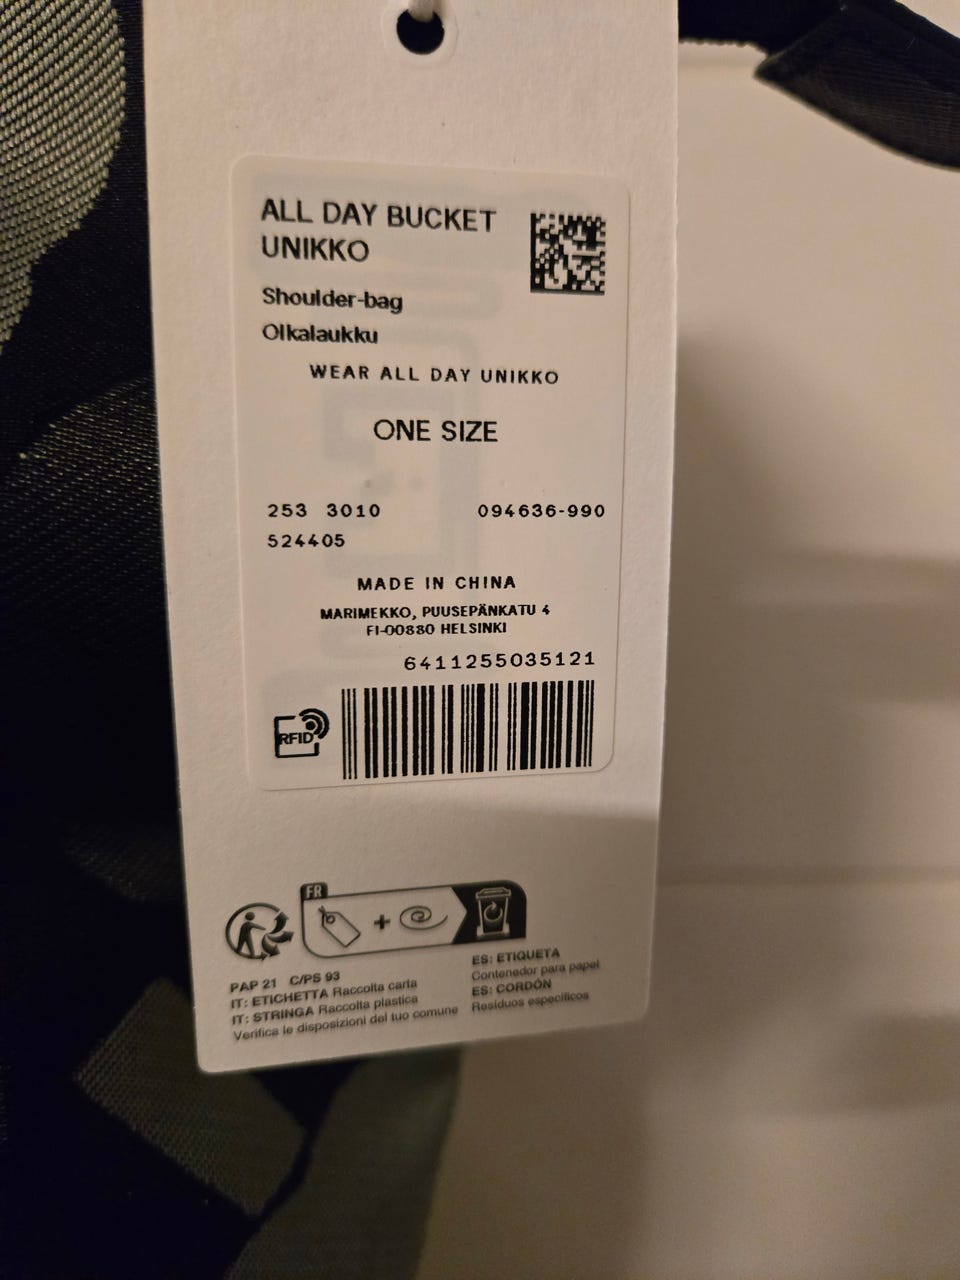 ALL DAY BUCKET
UNIKKO
Shoulder-bag
Olkalaukku
WEAR ALL DAY UNIKKO
ONE SIZE
253 3010 094636-990
524405
MADE IN CHINA
MARIMEKKO, PUUSEPÄNKATU 4
FI-00880 HELSINKI
6411255035121
RFID
FR
PAP 21 C/PS 93
IT: ETICHETTA Raccolta carta
IT: STRINGA Raccolta plastica
Verifica le disposizioni del tuo comune
ES: ETIQUETA
Contenedor para papel
ES: CORDÓN
Residuos específicos